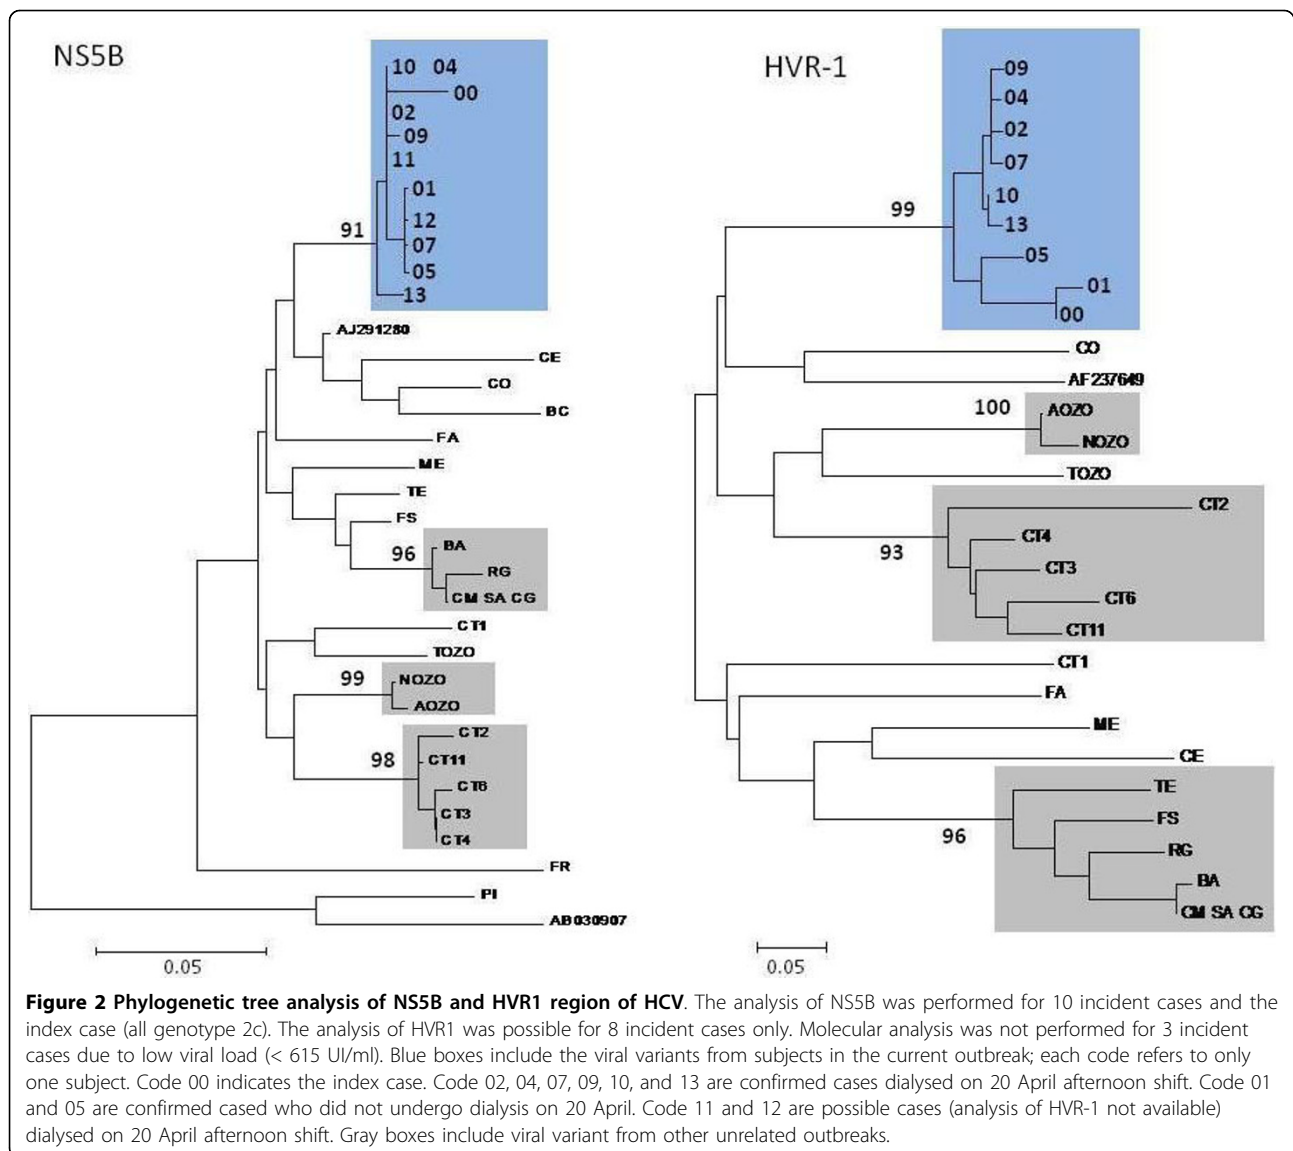 NS5B
10 04
00
02
09
11
01
12
07
05
13
91
AJ291280
CE
CO
BC
FA
ME
TE
FS
96
BA
RG
CM SA CG
CT1
TOZO
99
NOZO
AOZO
98
CT2
CT11
CT6
CT3
CT4
FR
PI
AB030907
0.05
HVR-1
09
04
02
07
10
13
05
01
00
99
CO
AF237649
100
AOZO
NOZO
TOZO
93
CT2
CT4
CT3
CT6
CT11
CT1
FA
ME
CE
96
TE
FS
RG
BA
CM SA CG
0.05
Figure 2 Phylogenetic tree analysis of NS5B and HVR1 region of HCV. The analysis of NS5B was performed for 10 incident cases and the
index case (all genotype 2c). The analysis of HVR1 was possible for 8 incident cases only. Molecular analysis was not performed for 3 incident
cases due to low viral load (< 615 UI/ml). Blue boxes include the viral variants from subjects in the current outbreak; each code refers to only
one subject. Code 00 indicates the index case. Code 02, 04, 07, 09, 10, and 13 are confirmed cases dialysed on 20 April afternoon shift. Code 01
and 05 are confirmed cased who did not undergo dialysis on 20 April. Code 11 and 12 are possible cases (analysis of HVR-1 not available)
dialysed on 20 April afternoon shift. Gray boxes include viral variant from other unrelated outbreaks.